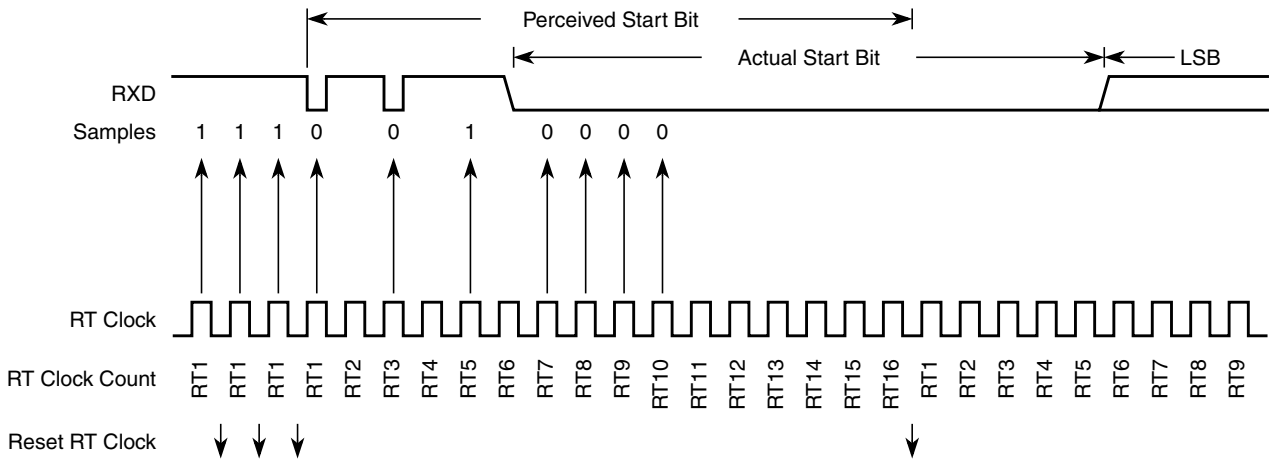 Perceived Start Bit
Actual Start Bit LSB
RXD
Samples 1 1 1 0 0 1 0 0 0 0
RT Clock
RT Clock Count RT1 RT1 RT1 RT1 RT2 RT3 RT4 RT5 RT6 RT7 RT8 RT9 RT10 RT11 RT12 RT13 RT14 RT15 RT16 RT1 RT2 RT3 RT4 RT5 RT6 RT7 RT8 RT9
Reset RT Clock